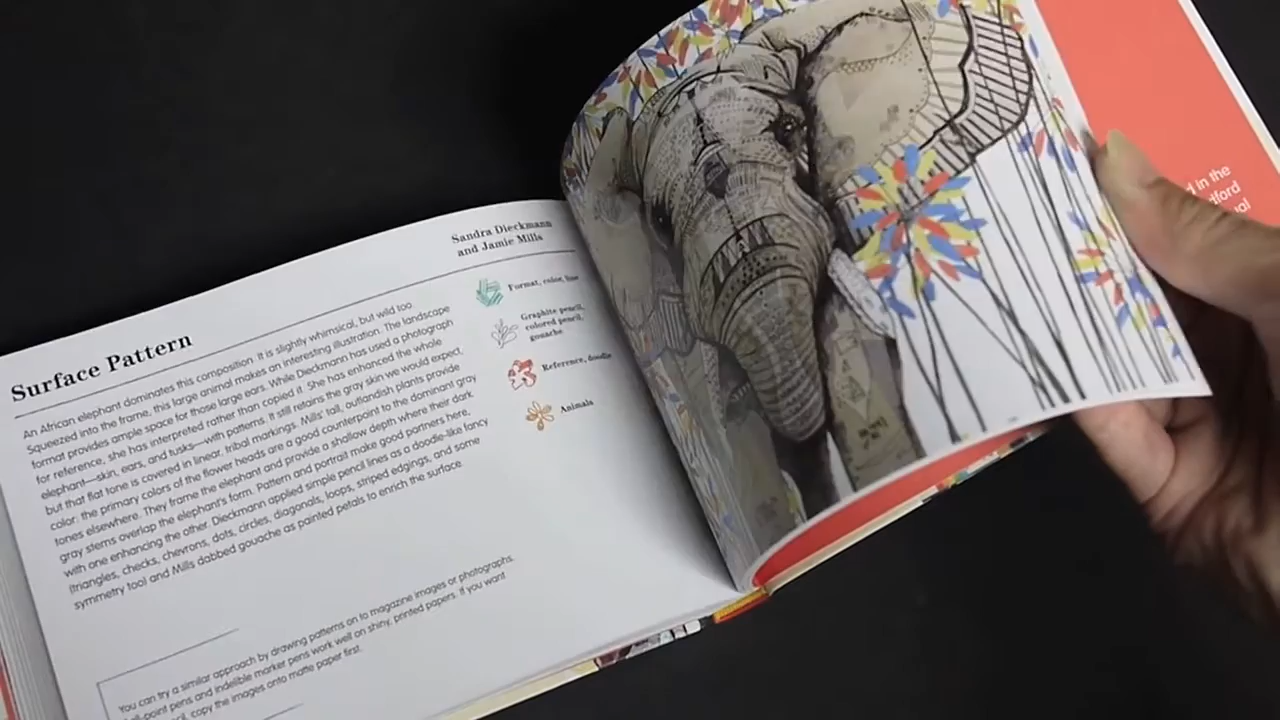 Surface Pattern
Sandra Dieckmann
and Jamie Mills
An African elephant dominates this composition. It is slightly whimsical, but wild too.
Squeezed into the frame, this large animal makes an interesting illustration. The landscape
format provides ample space for those large ears. While Dieckmann has used a photograph
for reference, she has interpreted rather than copied it. She has enhanced the whole
elephant—skin, ears, and tusks—with patterns. It still retains the gray skin we would expect,
but that flat tone is covered in linear, tribal markings. Mills' tall, outlandish plants provide
color: the primary colors of the flower heads are a good counterpoint to the dominant gray
tones elsewhere. They frame the elephant and provide a shallow depth where their dark
gray stems overlap the elephant's form. Pattern and portrait make good partners here,
with one enhancing the other. Dieckmann applied simple pencil lines as a doodle-like fancy
(triangles, checks, chevrons, dots, circles, diagonals, loops, striped edgings, and some
symmetry too) and Mills dabbed gouache as painted petals to enrich the surface.
Format, color, line
Graphite pencil,
colored pencil,
gouache
Reference, doodle
Animals
You can try a similar approach by drawing patterns on to magazine images or photographs.
Ball-point pens and indelible marker pens work well on shiny, printed papers. If you want
copy the images onto matte paper first.
in the